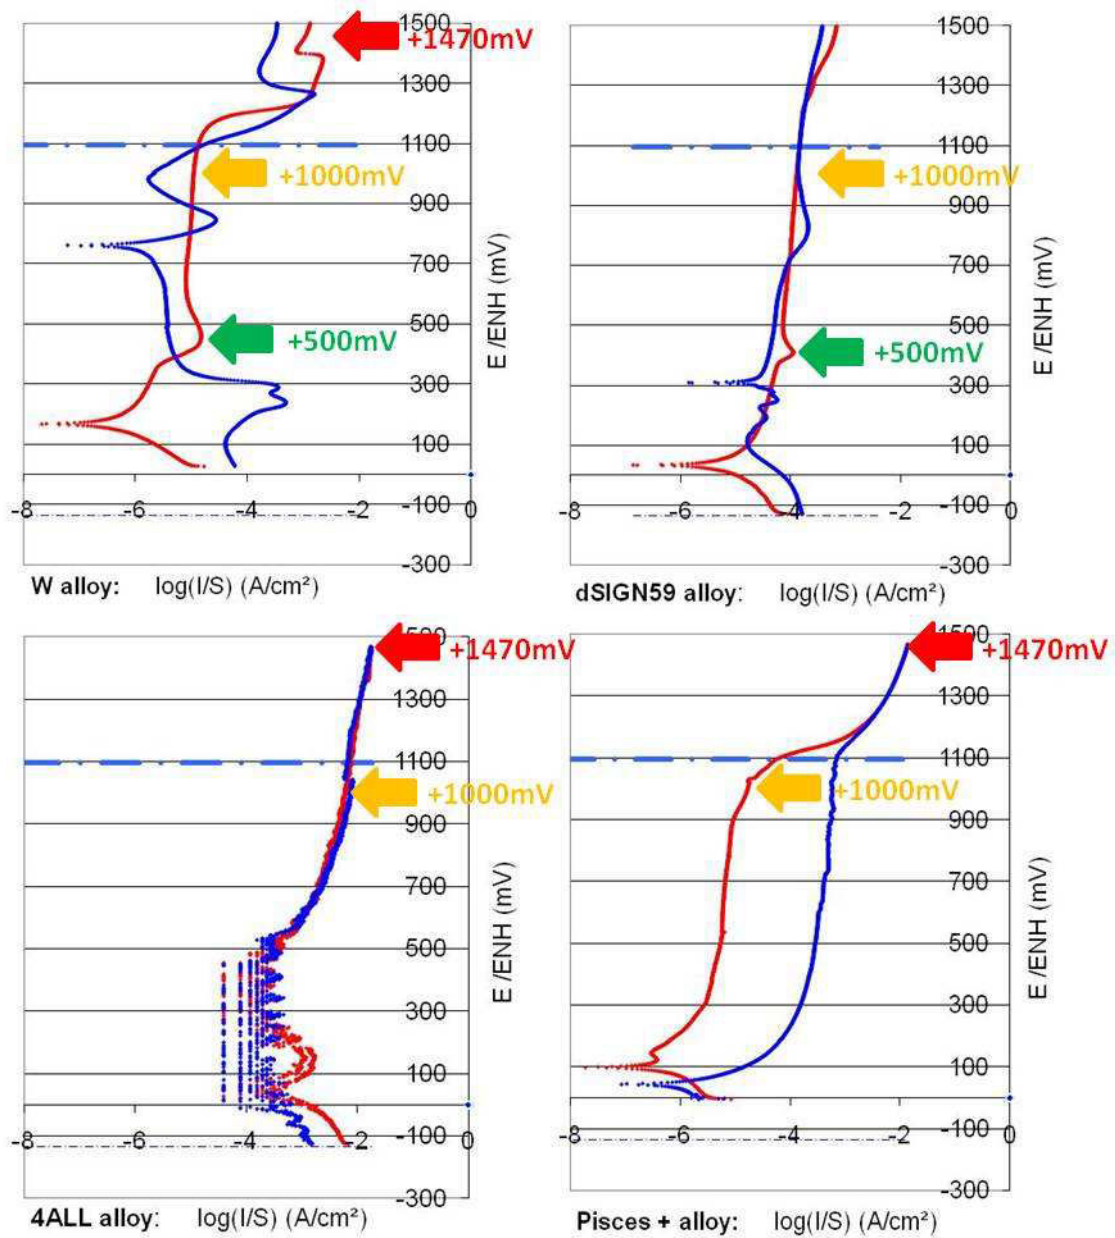 1500
+1470mV
1300
1100
+1000mV
900
700
500
+500mV
300
100
-8 -6 -4 -2 0
-100
-300
E /ENH (mV)
W alloy: log(I/S) (A/cm²)
1500
1300
1100
+1000mV
900
700
500
+500mV
300
100
-8 -6 -4 -2 0
-100
-300
E /ENH (mV)
dSIGN59 alloy: log(I/S) (A/cm²)
+1470mV
1300
1100
+1000mV
900
700
500
300
100
-8 -6 -4 -2 0
-100
-300
E /ENH (mV)
4ALL alloy: log(I/S) (A/cm²)
1500
+1470mV
1300
1100
+1000mV
900
700
500
300
100
-8 -6 -4 -2 0
-100
-300
E /ENH (mV)
Pisces + alloy: log(I/S) (A/cm²)